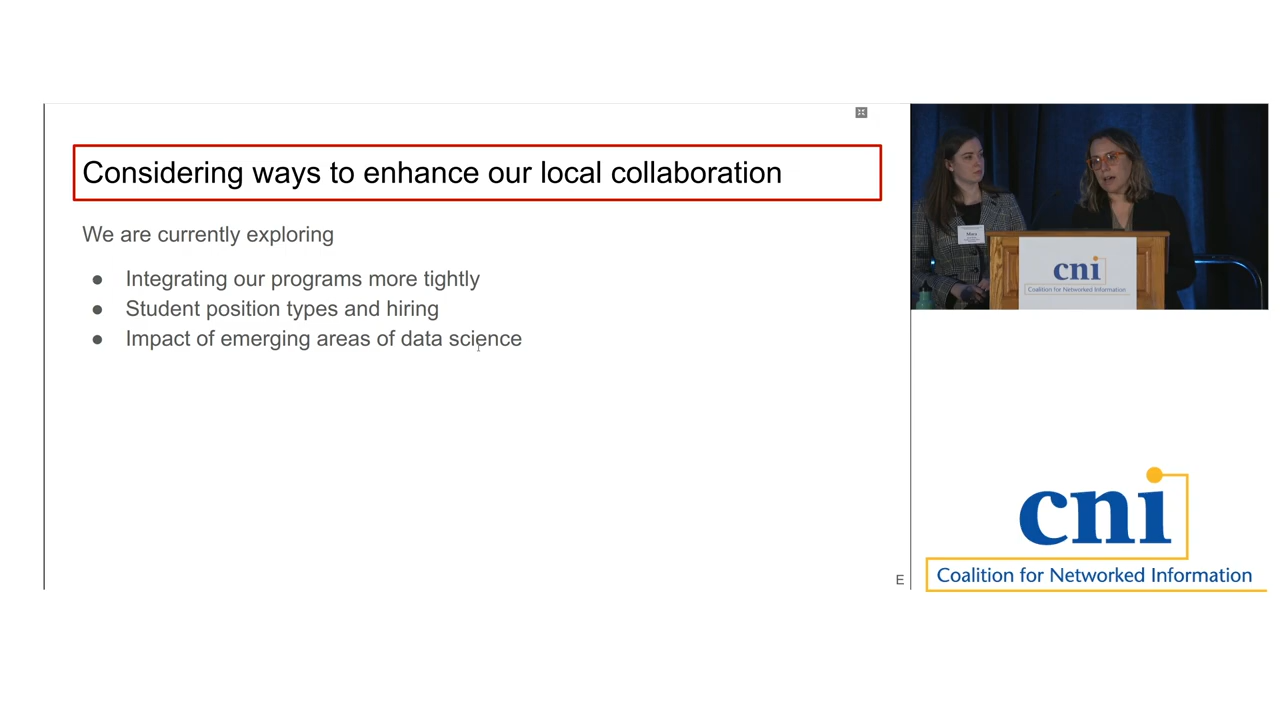 Considering ways to enhance our local collaboration
We are currently exploring
● Integrating our programs more tightly
● Student position types and hiring
● Impact of emerging areas of data science
E
cni
Coalition for Networked Information
cni
Coalition for Networked Information